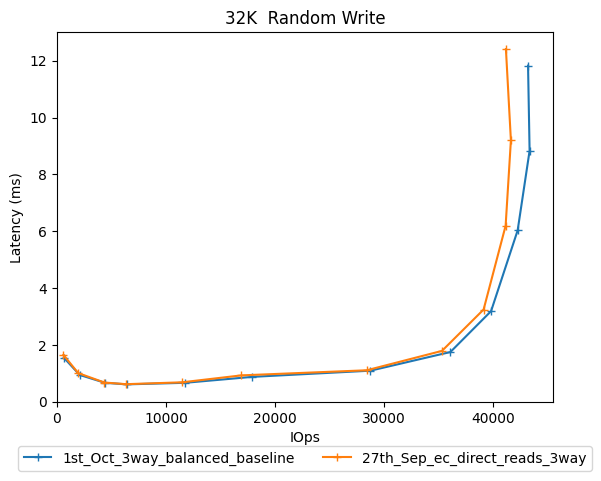 32K  Random Write
Latency (ms)
12
10
8
6
4
2
0
0 10000 20000 30000 40000
IOps
1st_Oct_3way_balanced_baseline 27th_Sep_ec_direct_reads_3way